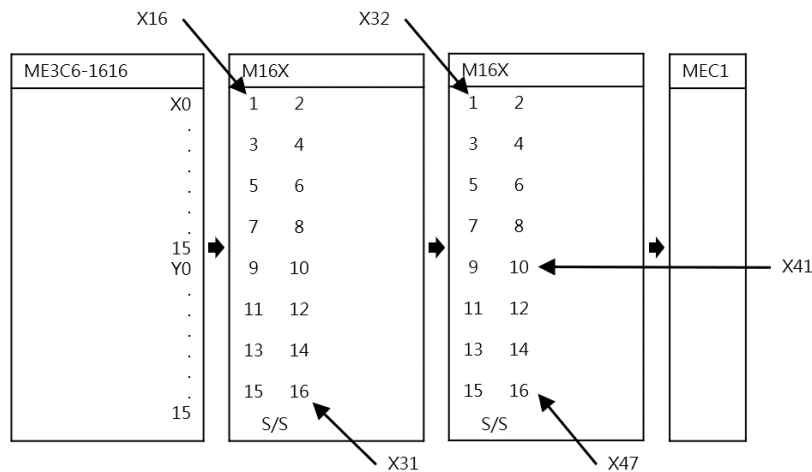 X16 X32
ME3C6-1616 M16X M16X MEC1
X0 1 2 1 2
.
3 4 3 4
.
.
5 6 5 6
.
.
7 8 7 8
15
Y0 9 10 9 10 X41
.
.
11 12 11 12
.
.
13 14 13 14
.
.
15 16 15 16
15
S/S S/S
X31 X47